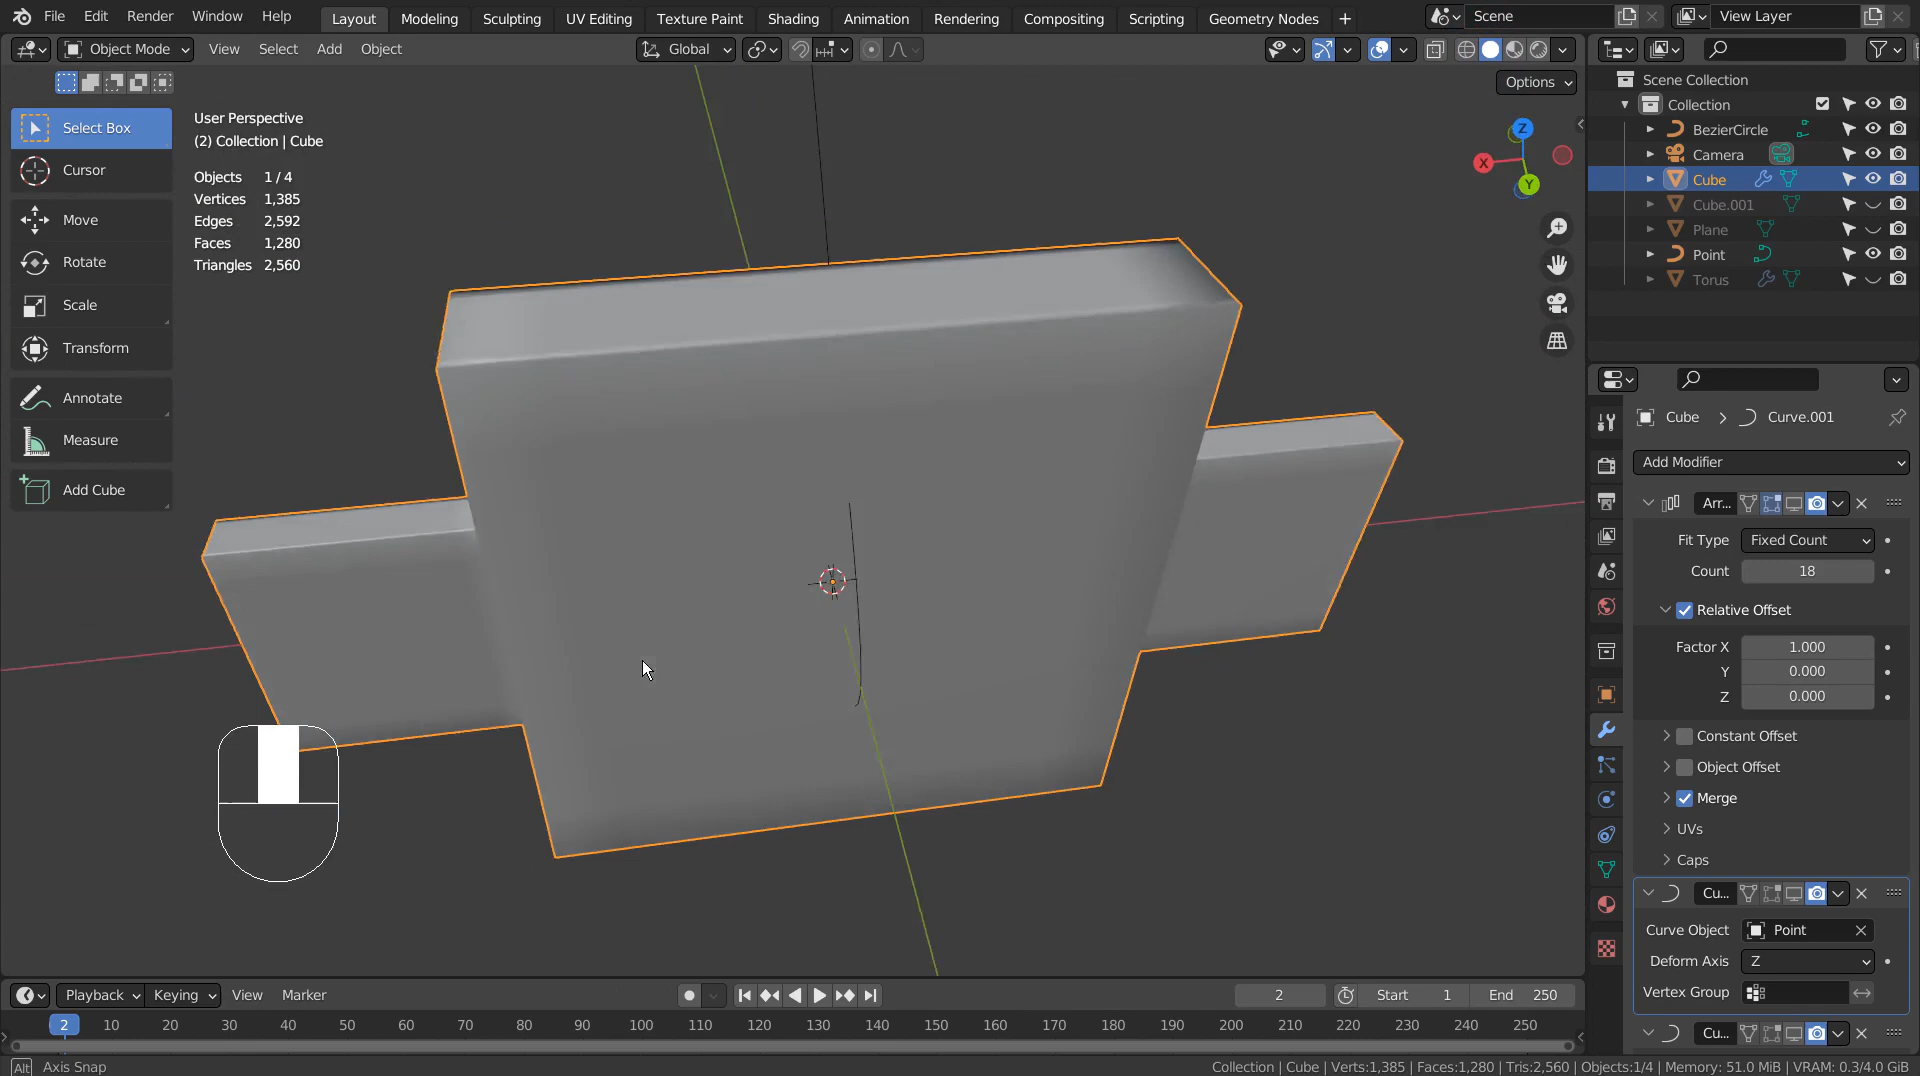 File Edit Render Window Help Layout Modeling Sculpting UV Editing Texture Paint Shading Animation Rendering Compositing Scripting Geometry Nodes + Scene View Layer
Object Mode View Select Add Object Global
Options
Select Box
Cursor
Move
Rotate
Scale
Transform
Annotate
Measure
Add Cube
User Perspective
(2) Collection | Cube
Objects 1 / 4
Vertices 1,385
Edges 2,592
Faces 1,280
Triangles 2,560
Z
X
Y
Scene Collection
Collection
BezierCircle
Camera
Cube
Cube.001
Plane
Point
Torus
Cube > Curve.001
Add Modifier
Arr...
Fit Type Fixed Count
Count 18
Relative Offset
Factor X 1.000
Y 0.000
Z 0.000
Constant Offset
Object Offset
Merge
UVs
Caps
Cu...
Curve Object Point
Deform Axis Z
Vertex Group
Cu...
Playback Keying View Marker 2 Start 1 End 250
2 10 20 30 40 50 60 70 80 90 100 110 120 130 140 150 160 170 180 190 200 210 220 230 240 250
Alt Axis Snap
Collection | Cube | Verts:1,385 | Faces:1,280 | Tris:2,560 | Objects:1/4 | Memory: 51.0 MiB | VRAM: 0.3/4.0 GiB